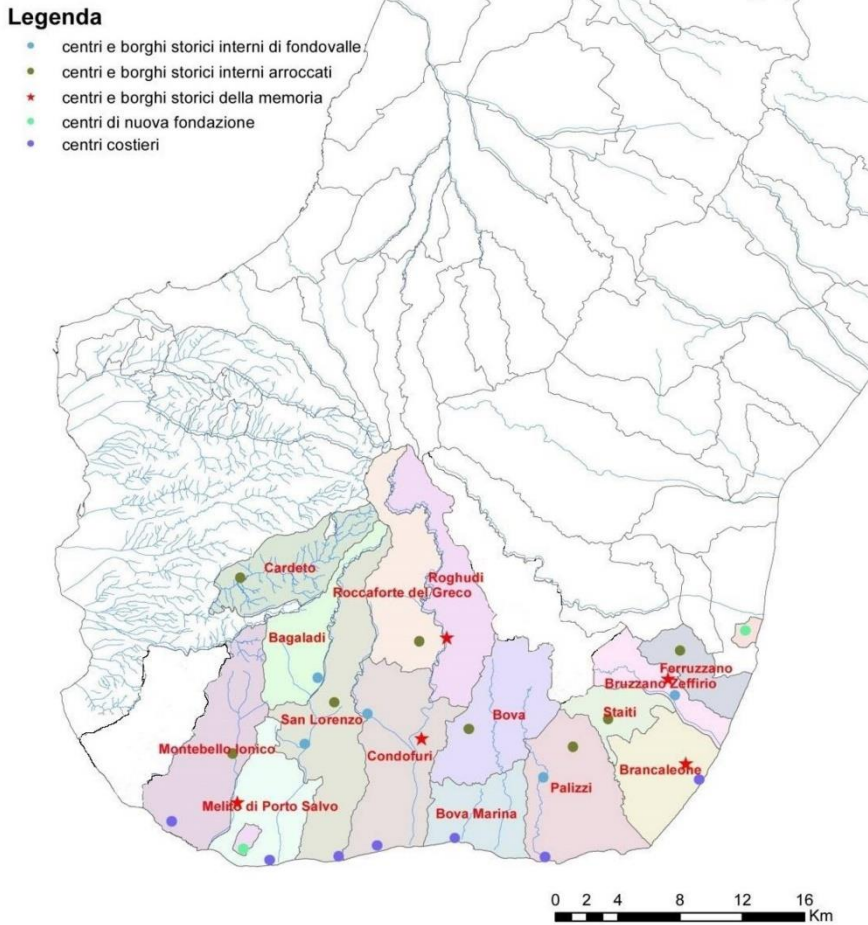 Legenda
centri e borghi storici interni di fondovalle
centri e borghi storici interni arroccati
centri e borghi storici della memoria
centri di nuova fondazione
centri costieri
Cardeto
Roghudi
Roccaforte del Greco
Bagaladi
Ferruzzano
Bruzzano Zeffirio
Staiti
Bova
San Lorenzo
Montebello Ionico
Condofuri
Brancaleone
Palizzi
Melito di Porto Salvo
Bova Marina
0 2 4 8 12 16
Km